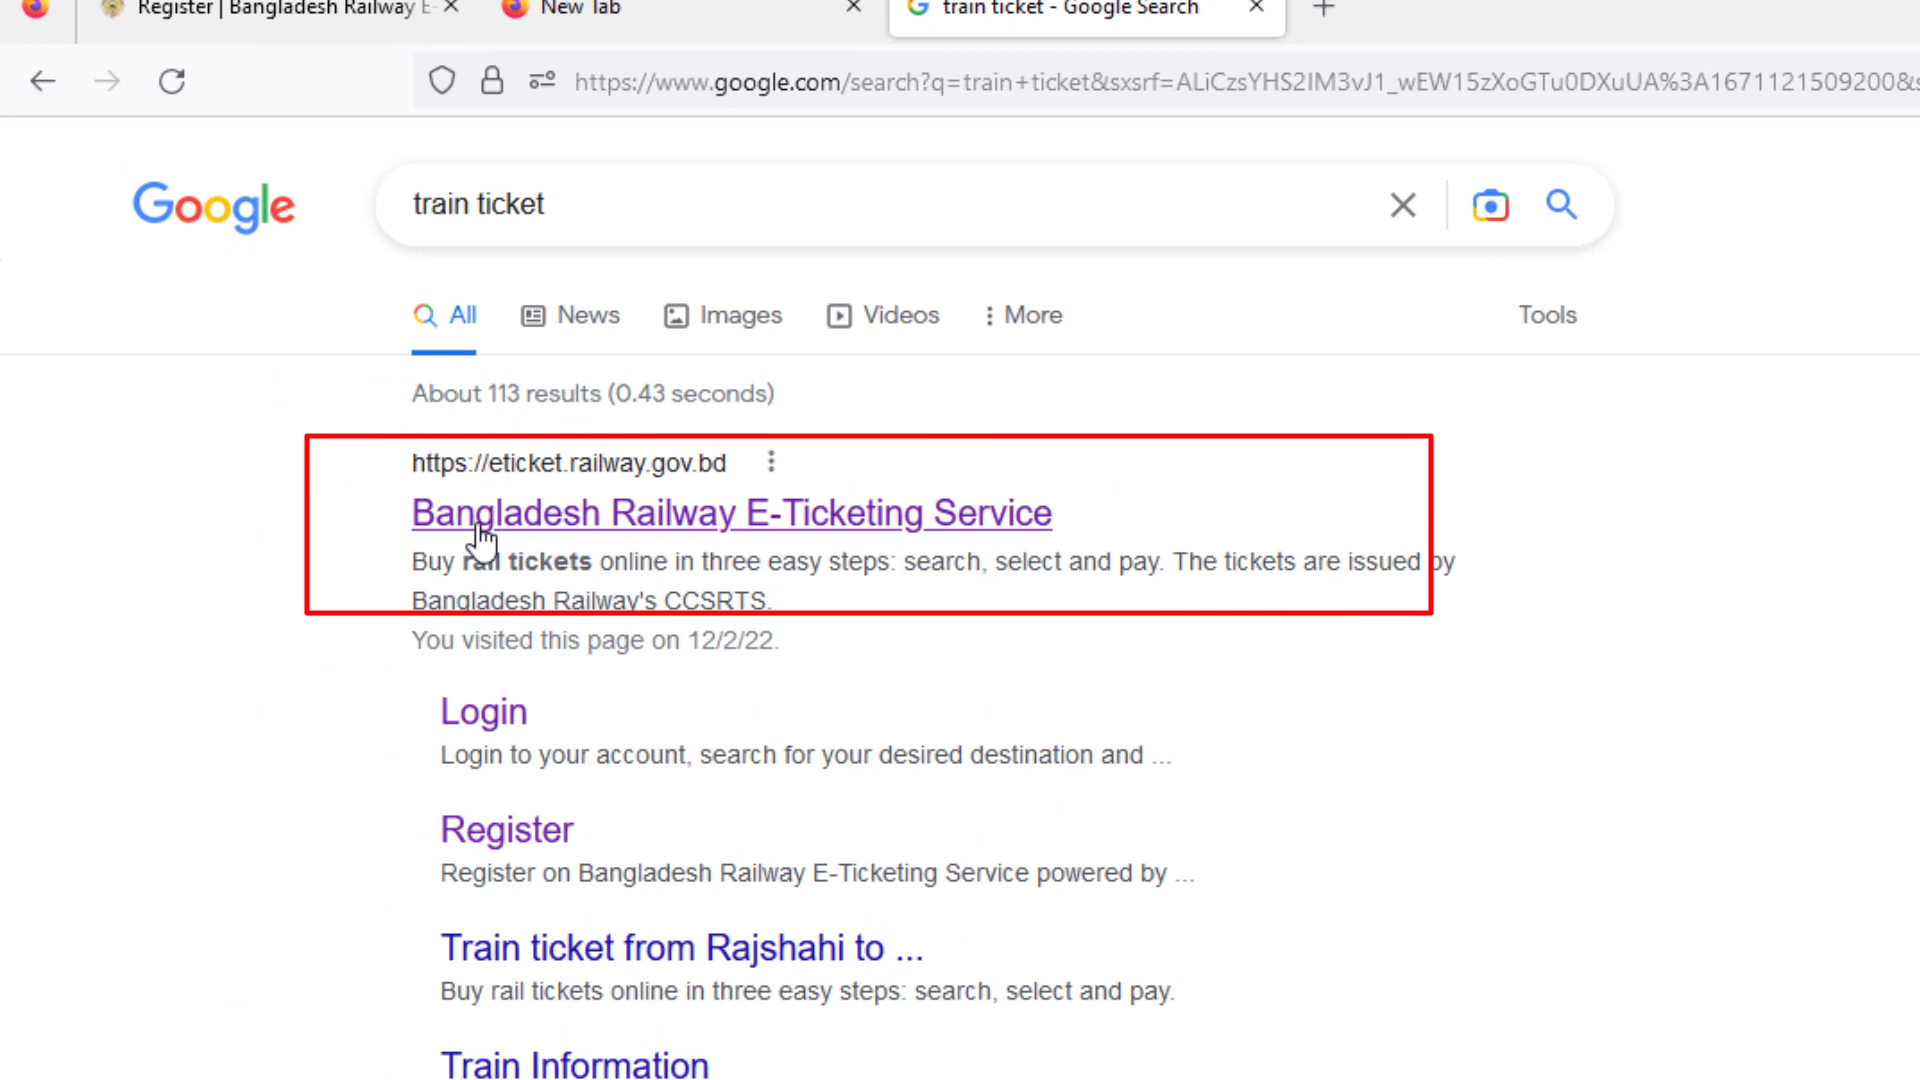 Register | Bangladesh Railway E-
New Tab
train ticket - Google Search
https://www.google.com/search?q=train+ticket&sxsrf=ALiCzsYHS2IM3vJ1_wEW15zXoGTu0DXuUA%3A1671121509200&s
Google
train ticket
All
News
Images
Videos
More
Tools
About 113 results (0.43 seconds)
https://eticket.railway.gov.bd
Bangladesh Railway E-Ticketing Service
Buy rail tickets online in three easy steps: search, select and pay. The tickets are issued by
Bangladesh Railway's CCSRTS.
You visited this page on 12/2/22.
Login
Login to your account, search for your desired destination and ...
Register
Register on Bangladesh Railway E-Ticketing Service powered by ...
Train ticket from Rajshahi to ...
Buy rail tickets online in three easy steps: search, select and pay.
Train Information